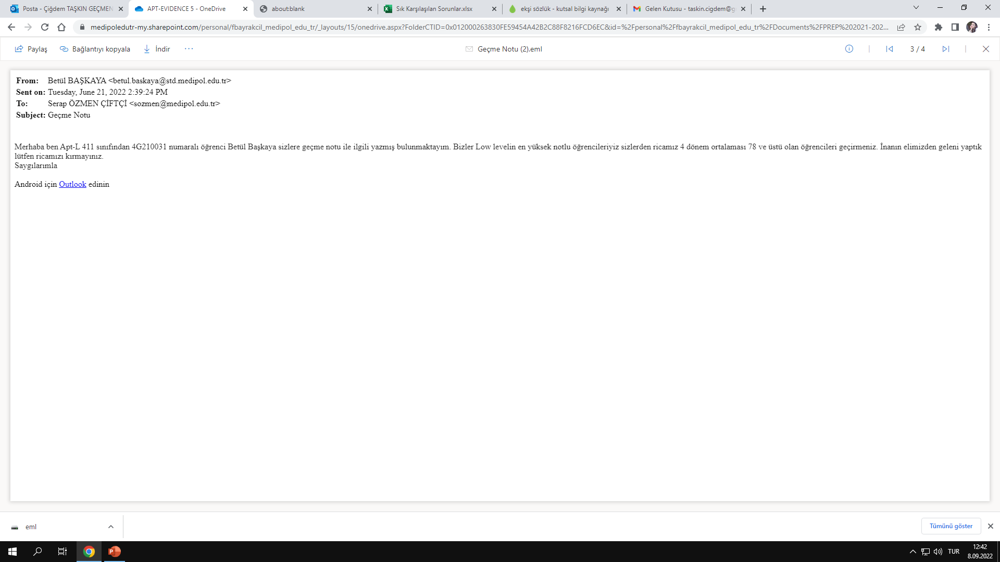 Posta - Çiğdem TAŞKIN GEÇMEN
APT-EVIDENCE 5 - OneDrive
about:blank
Sık Karşılaşılan Sorunlar.xlsx
ekşi sözlük - kutsal bilgi kaynağı
Gelen Kutusu - taskin.cigdem@g
medipoledutr-my.sharepoint.com/personal/fbayrakcil_medipol_edu_tr/_layouts/15/onedrive.aspx?FolderCTID=0x012000263830FE59454A42B2C88F8216FCD6EC&id=%2Fpersonal%2Ffbayrakcil_medipol_edu_tr%2FDocuments%2FPREP%202021-202...
Paylaş
Bağlantıyı kopyala
İndir
...
Geçme Notu (2).eml
3 / 4
From: Betül BAŞKAYA <betul.baskaya@std.medipol.edu.tr>
Sent on: Tuesday, June 21, 2022 2:39:24 PM
To: Serap ÖZMEN ÇİFTÇİ <sozmen@medipol.edu.tr>
Subject: Geçme Notu
Merhaba ben Apt-L 411 sınıfından 4G210031 numaralı öğrenci Betül Başkaya sizlere geçme notu ile ilgili yazmış bulunmaktayım. Bizler Low levelin en yüksek notlu öğrencileriyiz sizlerden ricamız 4 dönem ortalaması 78 ve üstü olan öğrencileri geçirmeniz. İnanın elimizden geleni yaptık
lütfen ricamızı kırmayınız.
Saygılarımla
Android için Outlook edinin
eml
Tümünü göster
TUR
12:42
8.09.2022